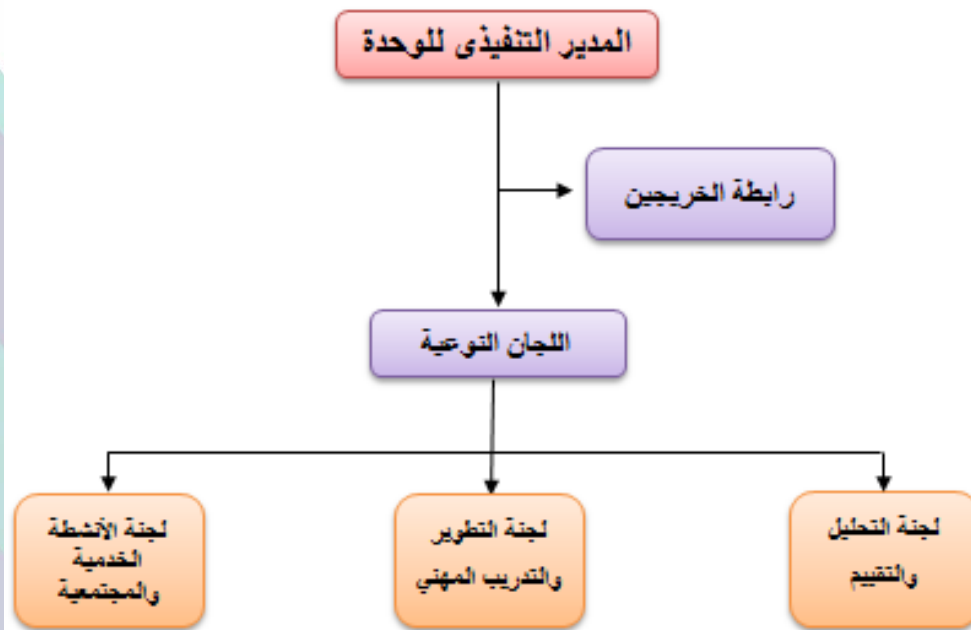 المدير التنفيذى للوحدة
رابطة الخريجين
اللجان النوعية
لجنة التحليل
والتقييم
لجنة التطوير
والتدريب المهني
لجنة الأنشطة
الخدمية
والمجتمعية